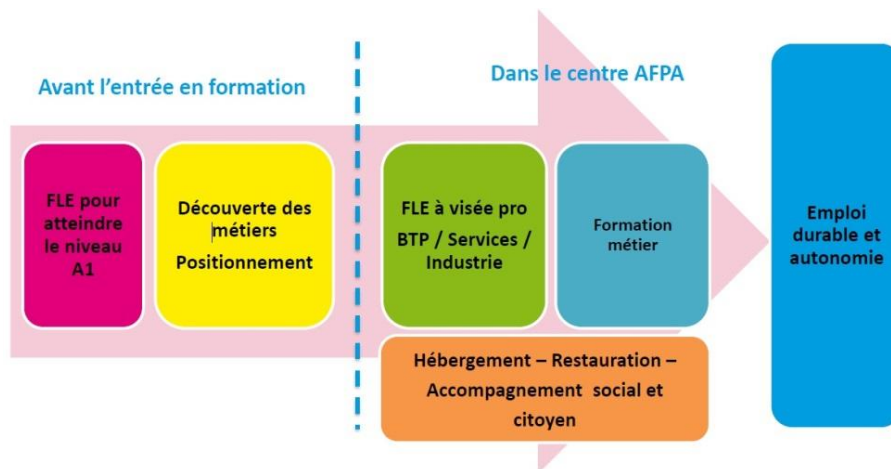 Avant l'entrée en formation
Dans le centre AFPA
FLE pour
atteindre
le niveau
A1
Découverte des
métiers
Positionnement
FLE à visée pro
BTP / Services /
Industrie
Formation
métier
Hébergement – Restauration –
Accompagnement social et
citoyen
Emploi
durable et
autonomie